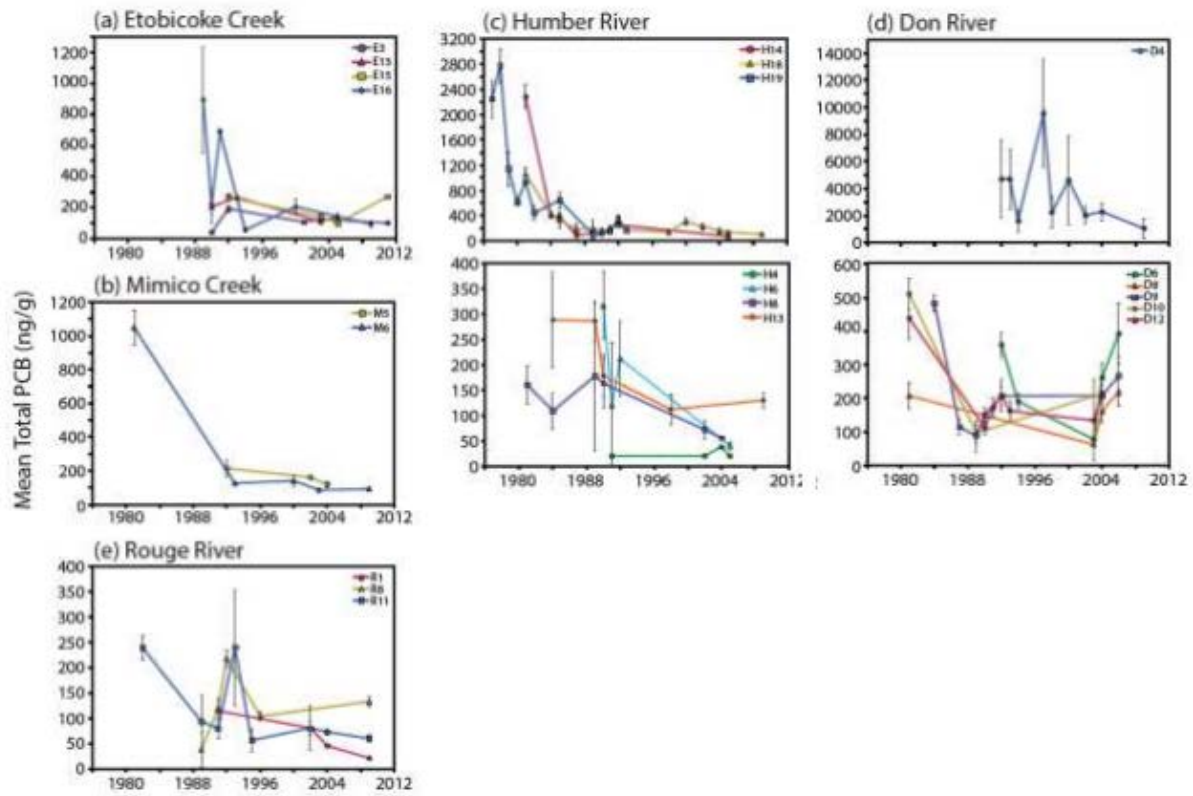 Mean Total PCB (ng/g)
(a) Etobicoke Creek
1200
1000
800
600
400
200
0
E3
E13
E15
E16
1980 1988 1996 2004 2012
(b) Mimico Creek
1200
1000
800
600
400
200
0
M5
M6
1980 1988 1996 2004 2012
(c) Humber River
3200
2800
2400
2000
1600
1200
800
400
0
H14
H18
H19
400
350
300
250
200
150
100
50
0
H4
H6
H8
H13
1980 1988 1996 2004 2012
(d) Don River
14000
12000
10000
8000
6000
4000
2000
0
D4
600
500
400
300
200
100
0
D6
D8
D9
D10
D12
1980 1988 1996 2004 2012
(e) Rouge River
400
350
300
250
200
150
100
50
0
R1
R8
R11
1980 1988 1996 2004 2012